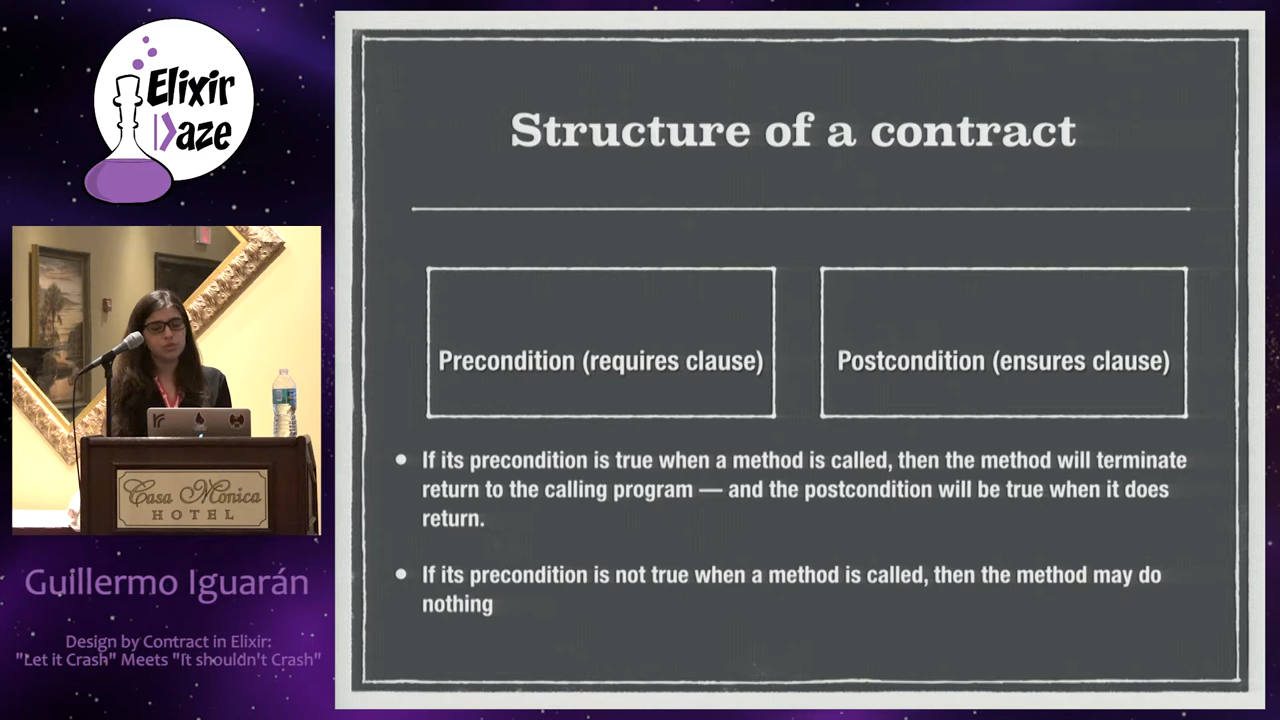 Elixir
Daze
Casa Monica
HOTEL
Guillermo Iguarán
Design by Contract in Elixir:
"Let it Crash" Meets "It shouldn't Crash"
Structure of a contract
Precondition (requires clause)
Postcondition (ensures clause)
• If its precondition is true when a method is called, then the method will terminate
return to the calling program — and the postcondition will be true when it does
return.
• If its precondition is not true when a method is called, then the method may do
nothing